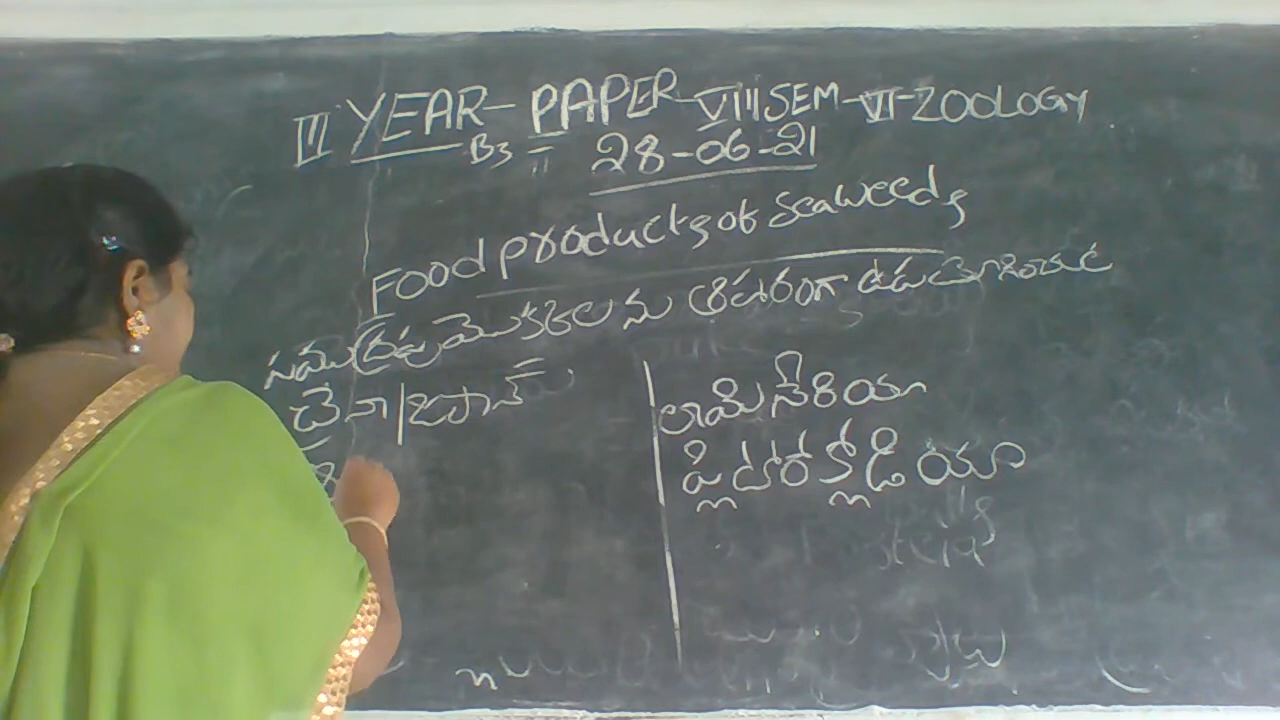 III YEAR- PAPER-VIII SEM-VI-ZOOLOGY
B3 = 28-06-21
Food products of Seaweeds
సముద్రపు మొక్కలను ఆహారంగా ఉపయోగించుట
చైనా/జపాన్
లామినేరియా
ప్లిటారోక్లోడియా